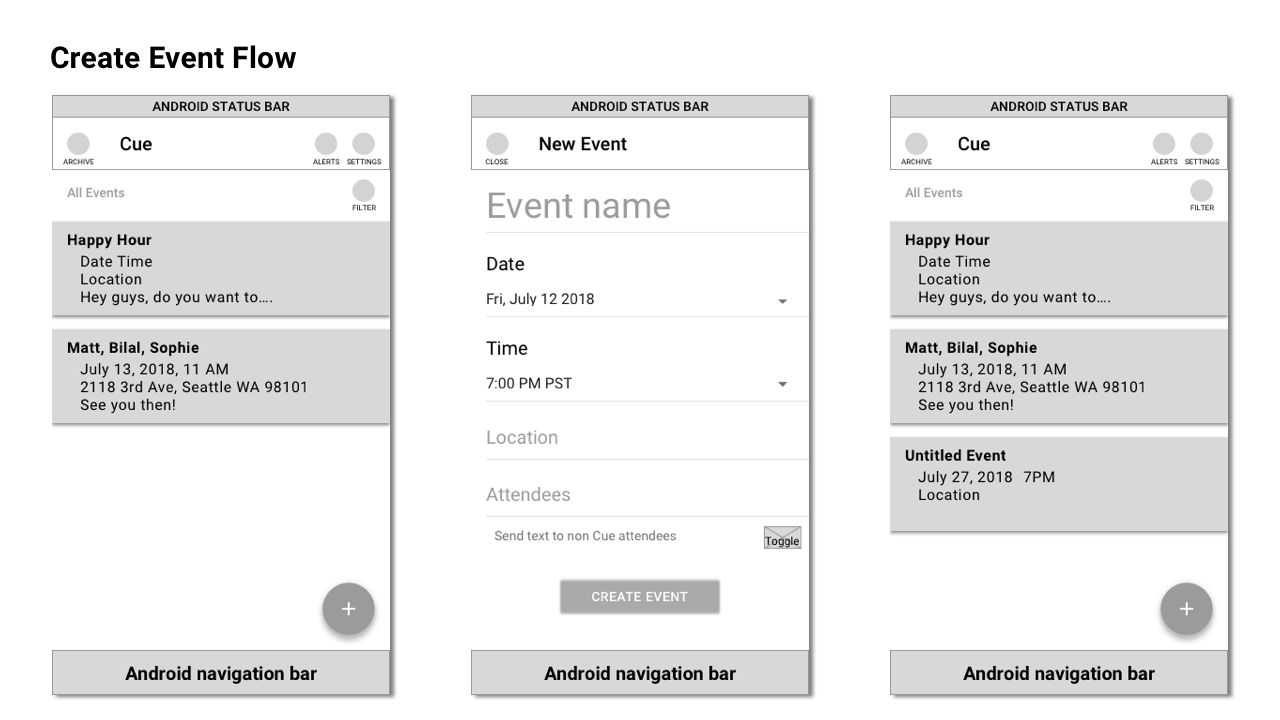 Create Event Flow
ANDROID STATUS BAR
Cue
ARCHIVE
ALERTS
SETTINGS
All Events
FILTER
Happy Hour
Date Time
Location
Hey guys, do you want to....
Matt, Bilal, Sophie
July 13, 2018, 11 AM
2118 3rd Ave, Seattle WA 98101
See you then!
+
Android navigation bar
ANDROID STATUS BAR
New Event
CLOSE
Event name
Date
Fri, July 12 2018
Time
7:00 PM PST
Location
Attendees
Send text to non Cue attendees
Toggle
CREATE EVENT
Android navigation bar
ANDROID STATUS BAR
Cue
ARCHIVE
ALERTS
SETTINGS
All Events
FILTER
Happy Hour
Date Time
Location
Hey guys, do you want to....
Matt, Bilal, Sophie
July 13, 2018, 11 AM
2118 3rd Ave, Seattle WA 98101
See you then!
Untitled Event
July 27, 2018 7PM
Location
+
Android navigation bar